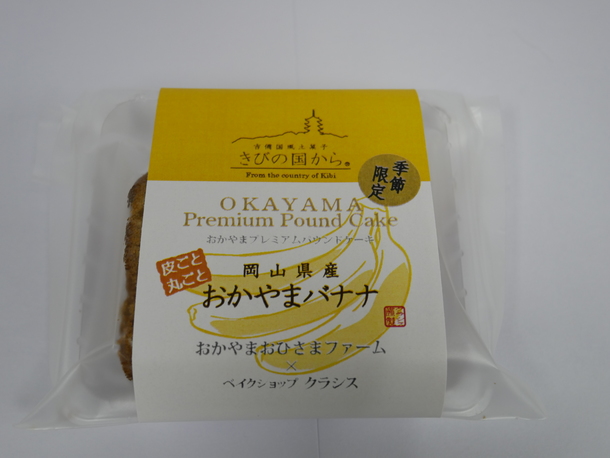 吉備国風土菓子
きびの国から®
From the country of Kibi
季節
限定
OKAYAMA
Premium Pound Cake
おかやまプレミアムパウンドケーキ
皮ごと
丸ごと
岡山県産
おかやまバナナ
おかやまおひさまファーム
×
ベイクショップ クラシス